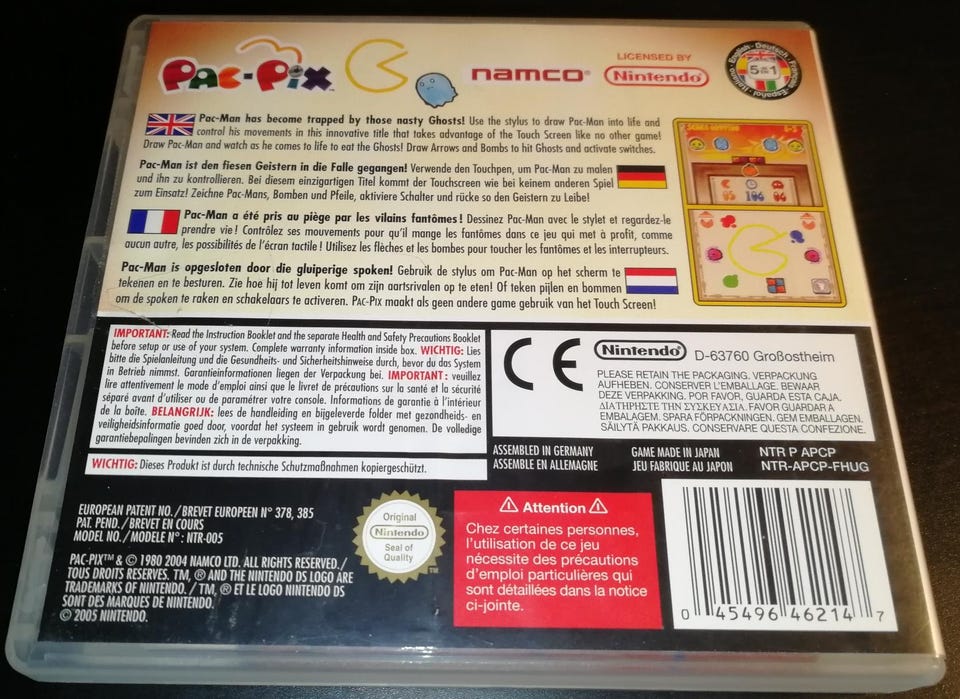 PAC-PIX™
namco®
LICENSED BY
Nintendo®
English • Deutsch • Français • Español • Italiano
5 in 1
Pac-Man has become trapped by those nasty Ghosts! Use the stylus to draw Pac-Man into life and
control his movements in this innovative title that takes advantage of the Touch Screen like no other game!
Draw Pac-Man and watch as he comes to life to eat the Ghosts! Draw Arrows and Bombs to hit Ghosts and activate switches.
Pac-Man ist den fiesen Geistern in die Falle gegangen! Verwende den Touchpen, um Pac-Man zu malen
und ihn zu kontrollieren. Bei diesem einzigartigen Titel kommt der Touchscreen wie bei keinem anderen Spiel
zum Einsatz! Zeichne Pac-Mans, Bomben und Pfeile, aktiviere Schalter und rücke so den Geistern zu Leibe!
Pac-Man a été pris au piège par les vilains fantômes! Dessinez Pac-Man avec le stylet et regardez-le
prendre vie! Contrôlez ses mouvements pour qu'il mange les fantômes dans ce jeu qui met à profit, comme
aucun autre, les possibilités de l'écran tactile! Utilisez les flèches et les bombes pour toucher les fantômes et les interrupteurs.
Pac-Man is opgesloten door die gluiperige spoken! Gebruik de stylus om Pac-Man op het scherm te
tekenen en te besturen. Zie hoe hij tot leven komt om zijn aartsrivalen op te eten! Of teken pijlen en bommen
om de spoken te raken en schakelaars te activeren. PAC-PIX maakt als geen andere game gebruik van het Touch Screen!
IMPORTANT: Read the Instruction Booklet and the separate Health and Safety Precautions Booklet
before setup or use of your system. Complete warranty information inside box. WICHTIG: Lies
bitte die Spielanleitung und die Gesundheits- und Sicherheitshinweise durch, bevor du das System
in Betrieb nimmst. Garantieinformationen liegen der Verpackung bei. IMPORTANT: veuillez
lire attentivement le mode d'emploi ainsi que le livret de précautions sur la santé et la sécurité
séparé avant d'utiliser ou de paramétrer votre console. Informations de garantie à l'intérieur
de la boîte. BELANGRIJK: lees de handleiding en bijgeleverde folder met gezondheids- en
veiligheidsinformatie goed door, voordat het systeem in gebruik wordt genomen. De volledige
garantiebepalingen bevinden zich in de verpakking.
WICHTIG: Dieses Produkt ist durch technische Schutzmaßnahmen kopiergeschützt.
CE
Nintendo® D-63760 Großostheim
PLEASE RETAIN THE PACKAGING. VERPACKUNG
AUFHEBEN. CONSERVER L'EMBALLAGE. BEWAAR
DEZE VERPAKKING. POR FAVOR, GUARDA ESTA CAJA.
ΔΙΑΤΗΡΗΣΤΕ ΤΗΝ ΣΥΣΚΕΥΑΣΙΑ. FAVOR GUARDAR A
EMBALAGEM. SPARA FÖRPACKNINGEN. GEM EMBALLAGEN.
SÄILYTÄ PAKKAUS. CONSERVARE QUESTA CONFEZIONE.
ASSEMBLED IN GERMANY
ASSEMBLE EN ALLEMAGNE
GAME MADE IN JAPAN
JEU FABRIQUE AU JAPON
NTR P APCP
NTR-APCP-FHUG
EUROPEAN PATENT NO./BREVET EUROPEEN N° 378, 385
PAT. PEND./BREVET EN COURS
MODEL NO./MODELE N°: NTR-005
PAC-PIX™ & © 1980 2004 NAMCO LTD. ALL RIGHTS RESERVED./
TOUS DROITS RESERVES. TM, ® AND THE NINTENDO DS LOGO ARE
TRADEMARKS OF NINTENDO. / TM, ® ET LE LOGO NINTENDO DS
SONT DES MARQUES DE NINTENDO.
© 2005 NINTENDO.
Original
Nintendo®
Seal of
Quality
TM
Attention
Chez certaines personnes,
l'utilisation de ce jeu
nécessite des précautions
d'emploi particulières qui
sont détaillées dans la notice
ci-jointe.
0 45496 46214 7